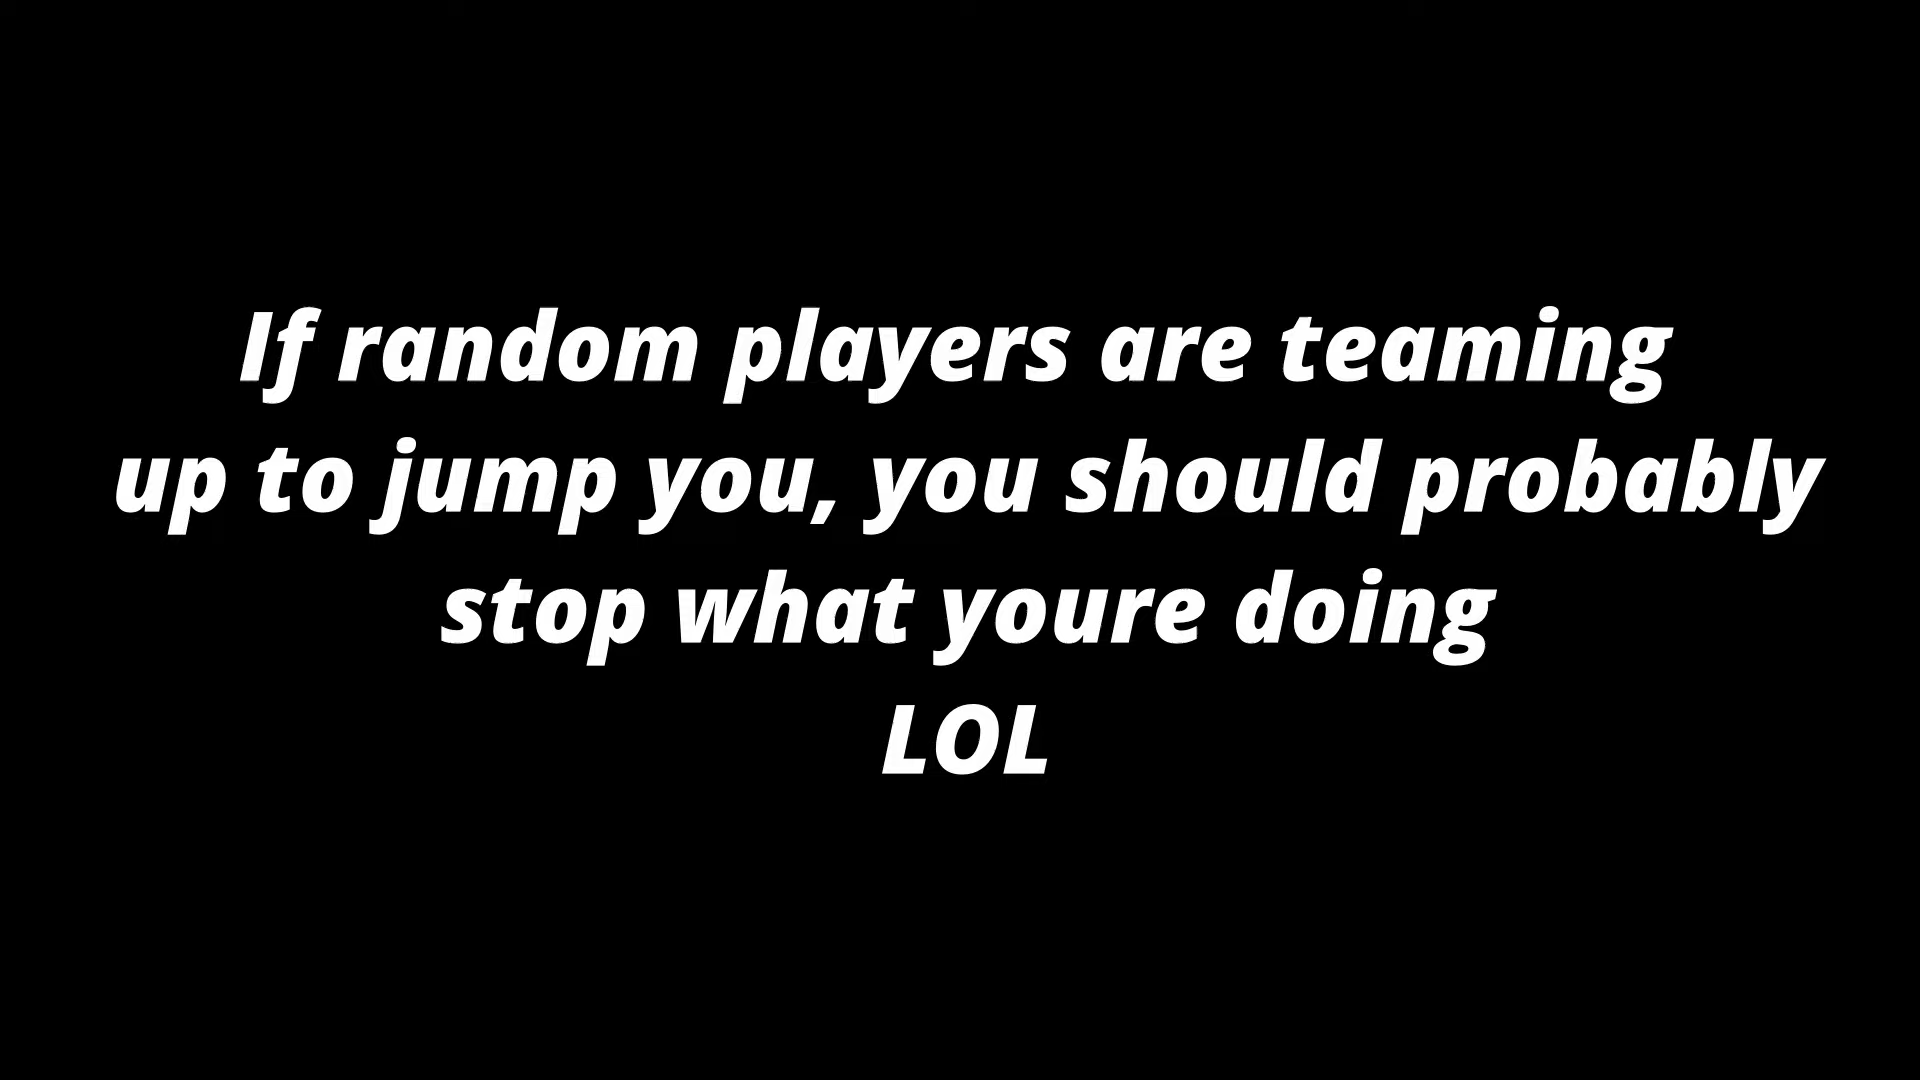 If random players are teaming
up to jump you, you should probably
stop what youre doing
LOL